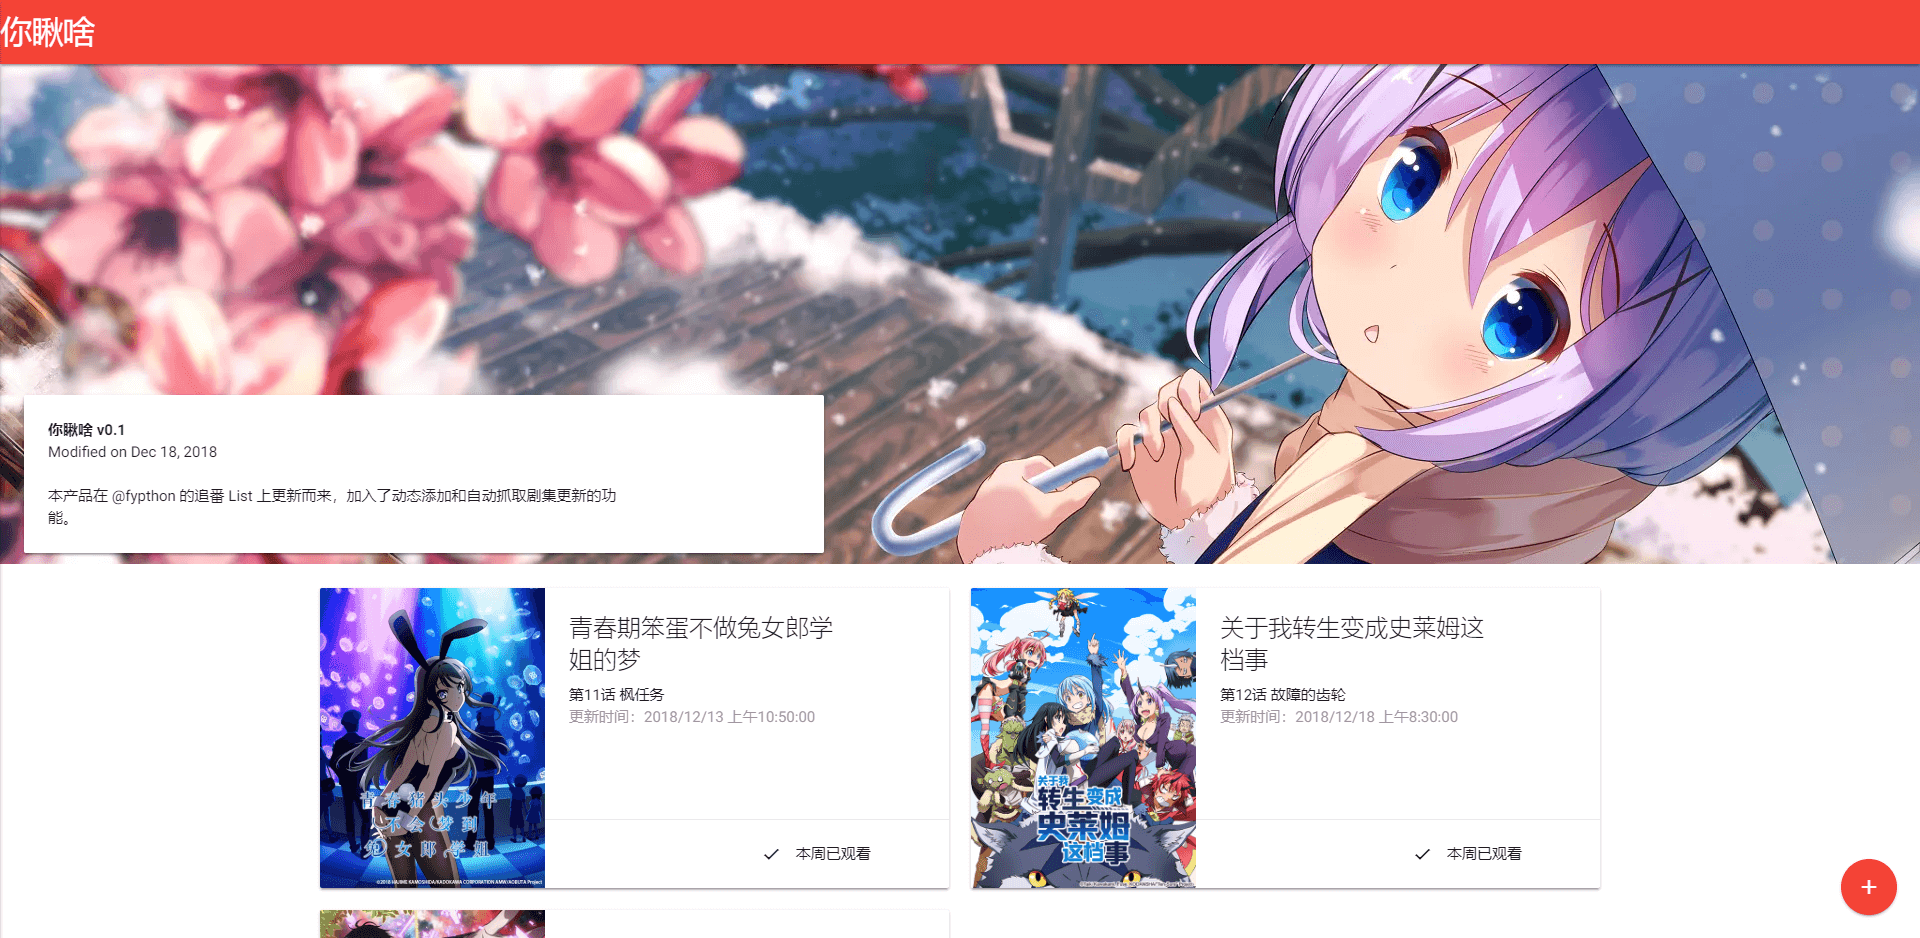 你瞅啥
你瞅啥 v0.1
Modified on Dec 18, 2018
本产品在 @fypthon 的追番 List 上更新而来，加入了动态添加和自动抓取剧集更新的功
能。
青春期笨蛋不做兔女郎学
姐的梦
第11话 枫任务
更新时间：2018/12/13 上午10:50:00
青春猪头少年
不会梦到
兔女郎学姐
©2018 HAJIME KAMOSHIDA/KADOKAWA CORPORATION AMW/AOBUTA Project
本周已观看
关于我转生变成史莱姆这
档事
第12话 故障的齿轮
更新时间：2018/12/18 上午8:30:00
关于我
转生变成
史莱姆
这档事
本周已观看